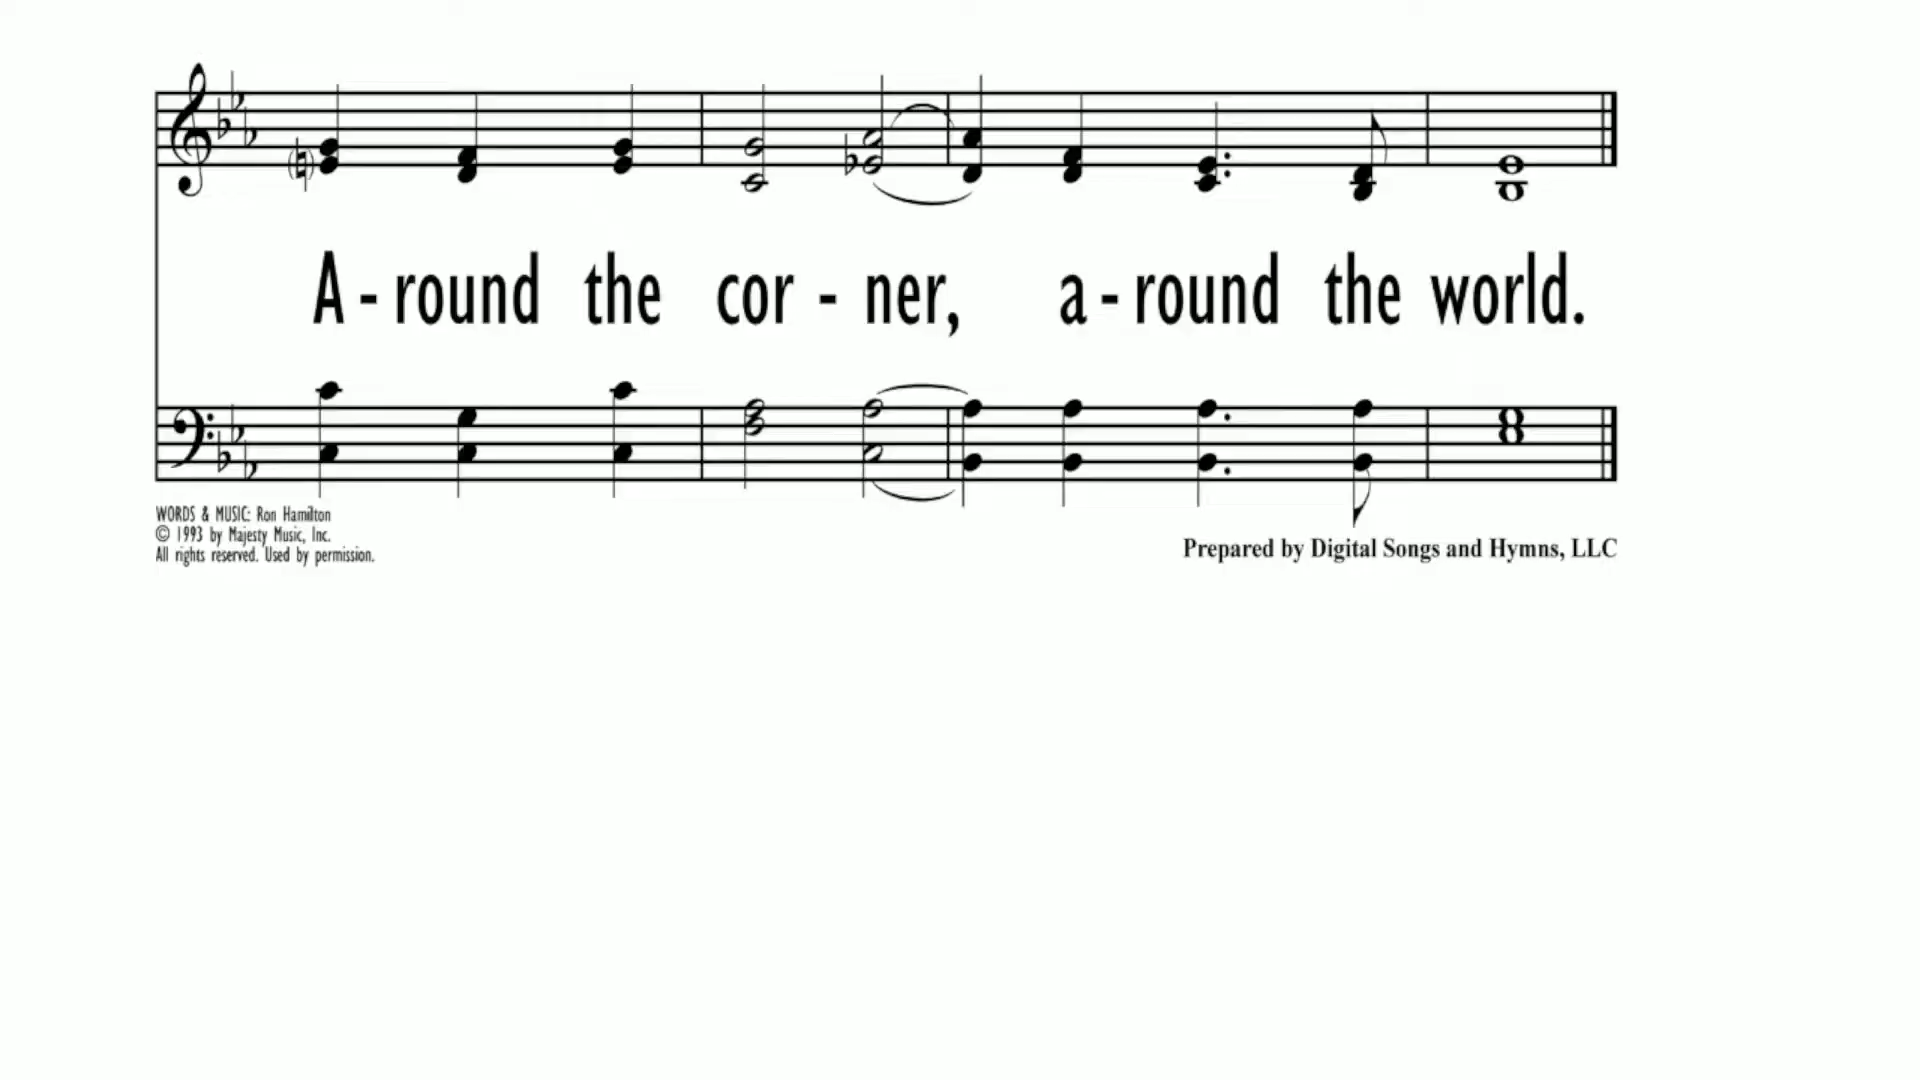 A - round the cor - ner, a - round the world.
WORDS & MUSIC: Ron Hamilton
© 1993 by Majesty Music, Inc.
All rights reserved. Used by permission.
Prepared by Digital Songs and Hymns, LLC